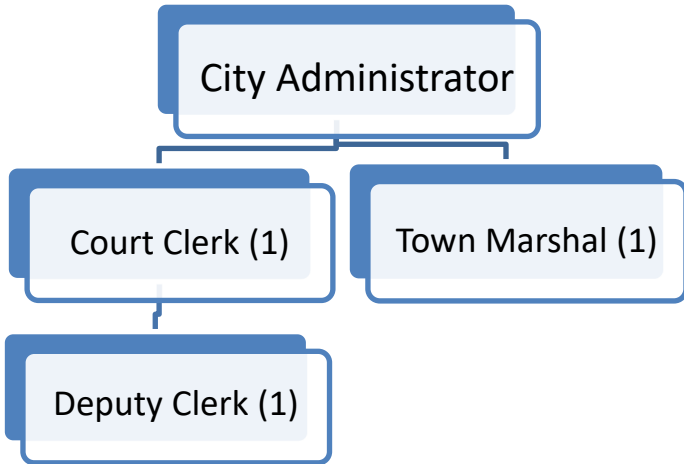 City Administrator
Court Clerk (1)
Town Marshal (1)
Deputy Clerk (1)